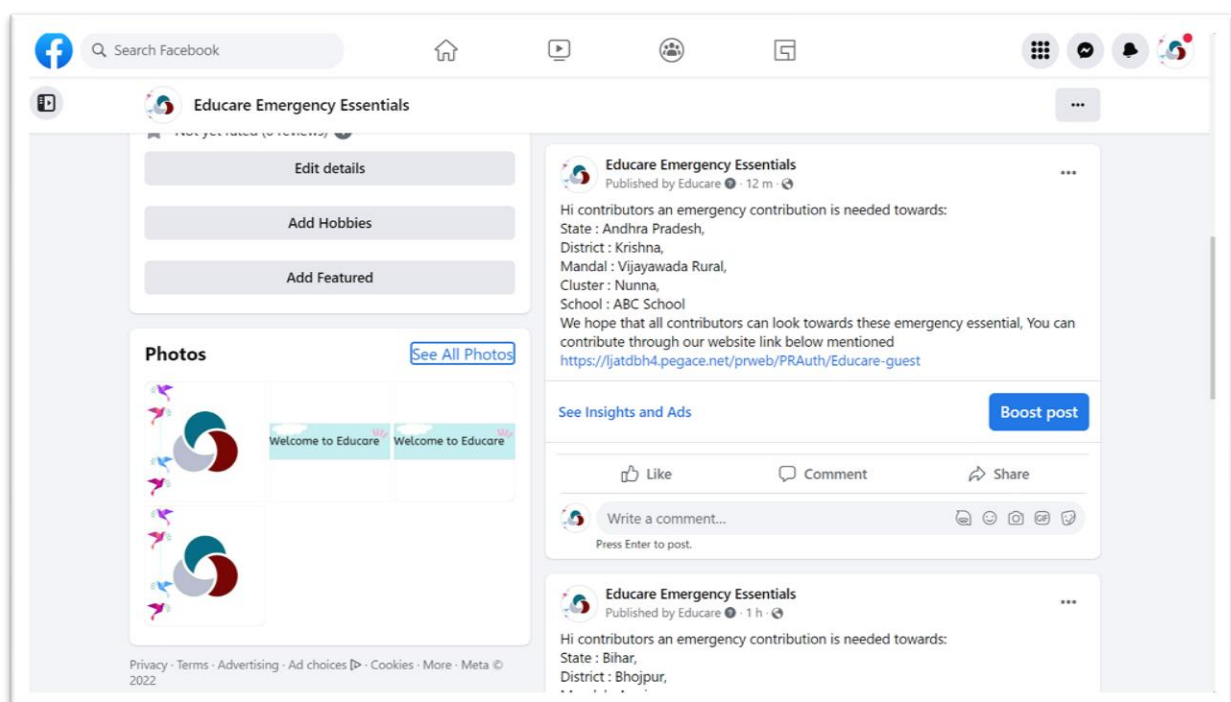 Search Facebook
Educare Emergency Essentials
Not yet rated (0 reviews)
Edit details
Add Hobbies
Add Featured
Photos
See All Photos
Welcome to Educare
Welcome to Educare
Privacy · Terms · Advertising · Ad choices · Cookies · More · Meta ©
2022
Educare Emergency Essentials
Published by Educare · 12 m ·
Hi contributors an emergency contribution is needed towards:
State : Andhra Pradesh,
District : Krishna,
Mandal : Vijayawada Rural,
Cluster : Nunna,
School : ABC School
We hope that all contributors can look towards these emergency essential, You can
contribute through our website link below mentioned
https://ljatdbh4.pegace.net/prweb/PRAuth/Educare-guest
See Insights and Ads
Boost post
Like
Comment
Share
Write a comment...
GIF
Press Enter to post.
Educare Emergency Essentials
Published by Educare · 1 h ·
Hi contributors an emergency contribution is needed towards:
State : Bihar,
District : Bhojpur,